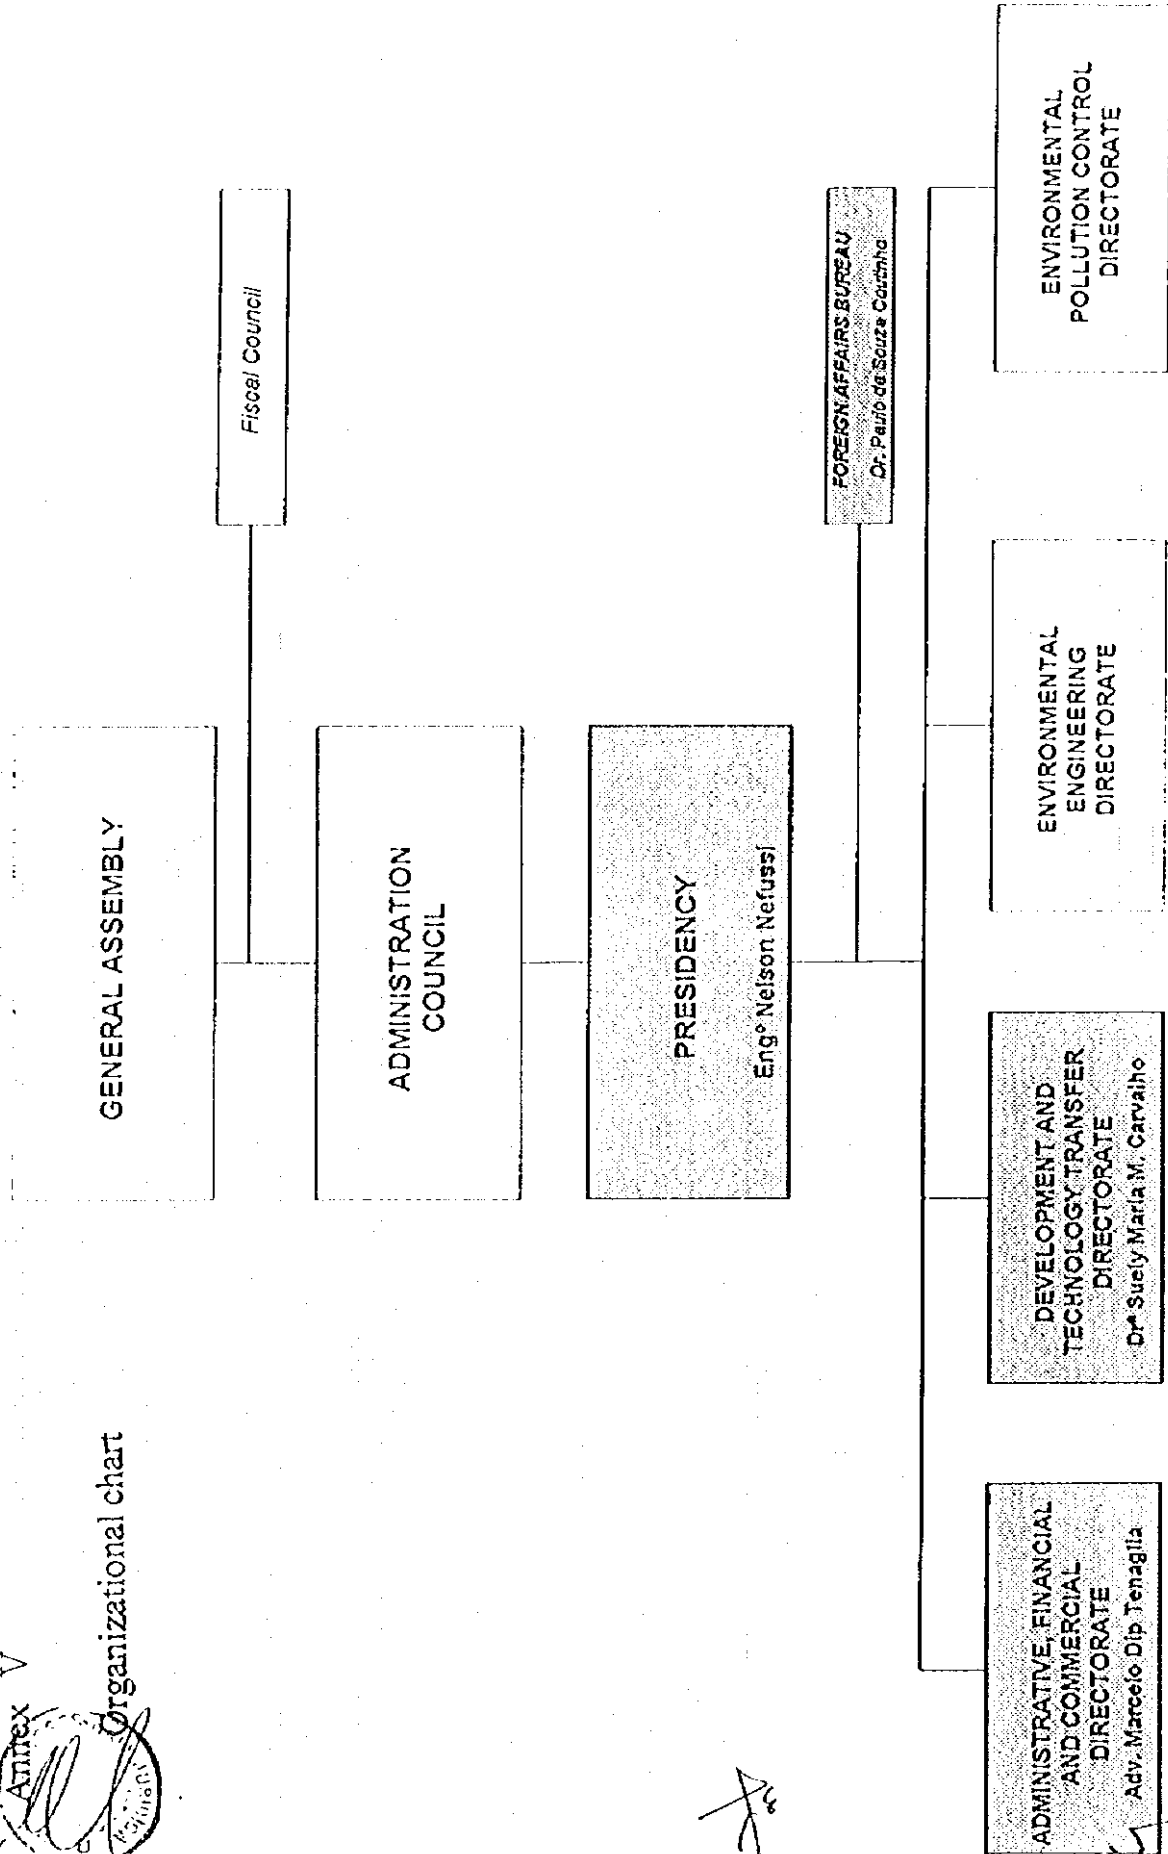 Annex V
Organizational chart
GENERAL ASSEMBLY
Fiscal Council
ADMINISTRATION
COUNCIL
PRESIDENCY
Engº Nelson Nefussi
FOREIGN AFFAIRS BUREAU
Dr. Paulo de Souza Coutinho
ADMINISTRATIVE, FINANCIAL
AND COMMERCIAL
DIRECTORATE
Adv. Marcelo Dip Tenaglia
DEVELOPMENT AND
TECHNOLOGY TRANSFER
DIRECTORATE
Drª Suely Maria M. Carvalho
ENVIRONMENTAL
ENGINEERING
DIRECTORATE
ENVIRONMENTAL
POLLUTION CONTROL
DIRECTORATE